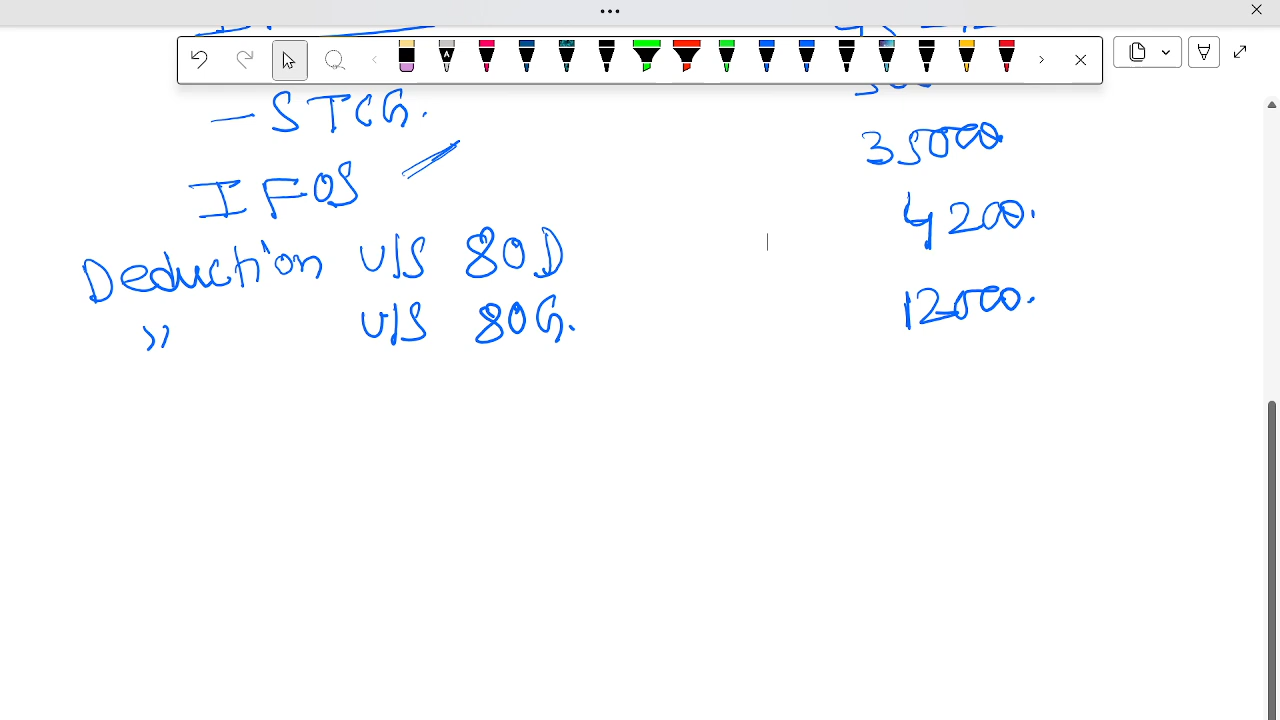 - STCG.
35000
IFOS
4200.
Deduction U/S 80D
12000.
" U/S 80G.